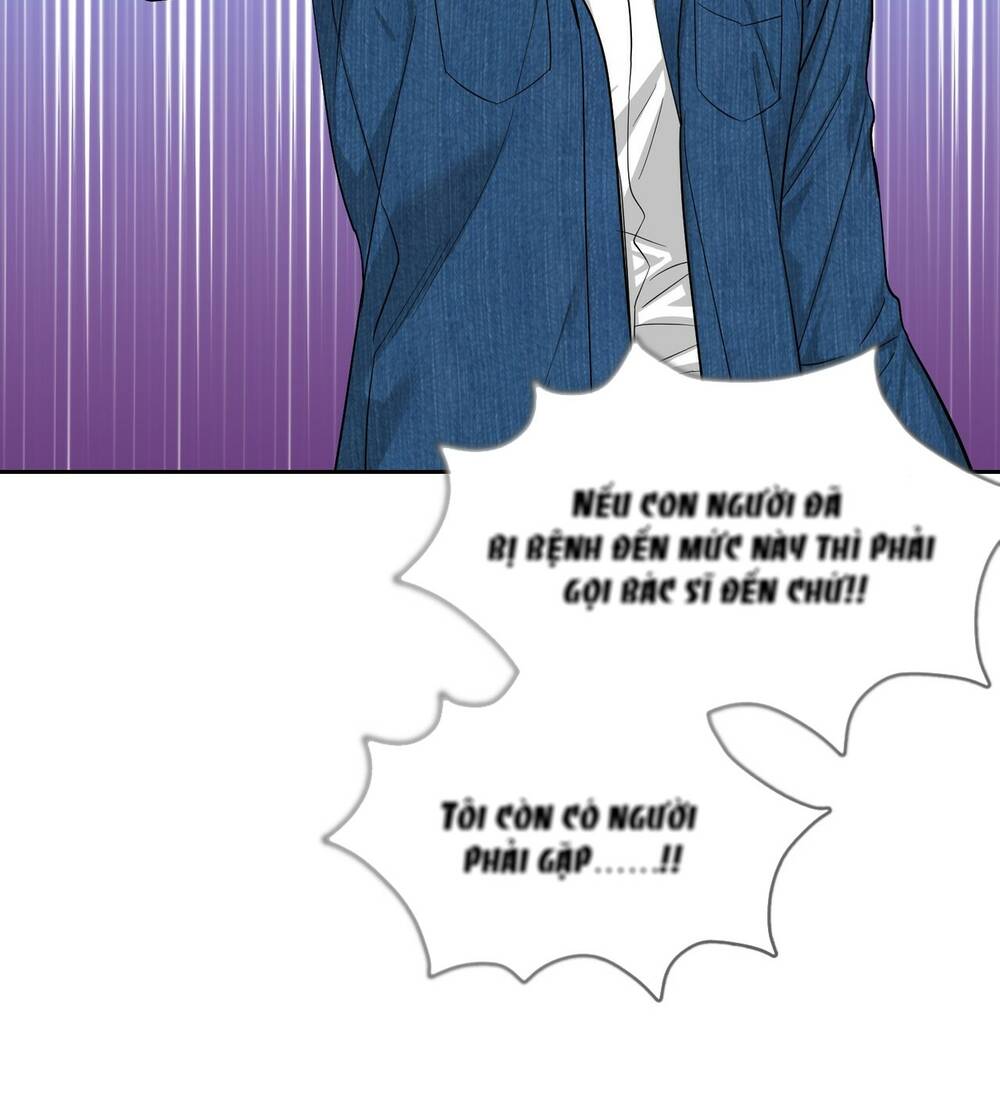 NẾU CON NGƯỜI ĐÃ
BỊ BỆNH ĐẾN MỨC NÀY THÌ PHẢI
GỌI BÁC SĨ ĐẾN CHỨ!!
TÔI CÒN CÓ NGƯỜI
PHẢI GẶP.......!!